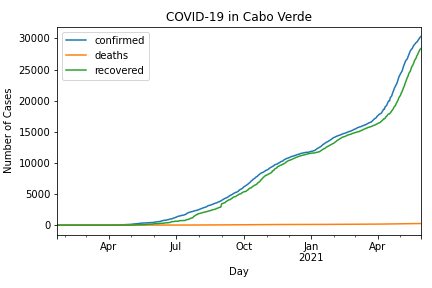 COVID-19 in Cabo Verde
confirmed
deaths
recovered
Number of Cases
30000
25000
20000
15000
10000
5000
0
Apr
Jul
Oct
Jan
2021
Apr
Day